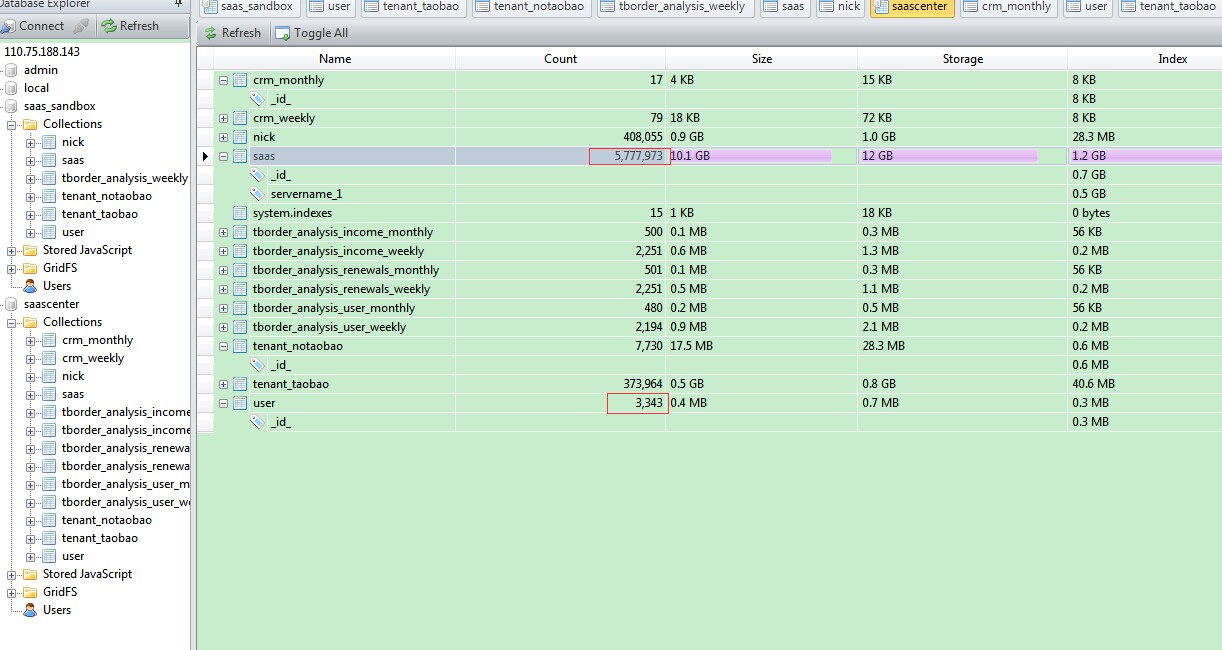 Database Explorer
Connect Refresh
110.75.188.143
admin
local
saas_sandbox
Collections
nick
saas
tborder_analysis_weekly
tenant_notaobao
tenant_taobao
user
Stored JavaScript
GridFS
Users
saascenter
Collections
crm_monthly
crm_weekly
nick
saas
tborder_analysis_income
tborder_analysis_income
tborder_analysis_renewa
tborder_analysis_renewa
tborder_analysis_user_m
tborder_analysis_user_we
tenant_notaobao
tenant_taobao
user
Stored JavaScript
GridFS
Users
saas_sandbox user tenant_taobao tenant_notaobao tborder_analysis_weekly saas nick saascenter crm_monthly user tenant_taobao
Refresh Toggle All
Name Count Size Storage Index
crm_monthly 17 4 KB 15 KB 8 KB
_id_ 8 KB
crm_weekly 79 18 KB 72 KB 8 KB
nick 408,055 0.9 GB 1.0 GB 28.3 MB
saas 5,777,973 10.1 GB 12 GB 1.2 GB
_id_ 0.7 GB
servername_1 0.5 GB
system.indexes 15 1 KB 18 KB 0 bytes
tborder_analysis_income_monthly 500 0.1 MB 0.3 MB 56 KB
tborder_analysis_income_weekly 2,251 0.6 MB 1.3 MB 0.2 MB
tborder_analysis_renewals_monthly 501 0.1 MB 0.3 MB 56 KB
tborder_analysis_renewals_weekly 2,251 0.5 MB 1.1 MB 0.2 MB
tborder_analysis_user_monthly 480 0.2 MB 0.5 MB 56 KB
tborder_analysis_user_weekly 2,194 0.9 MB 2.1 MB 0.2 MB
tenant_notaobao 7,730 17.5 MB 28.3 MB 0.6 MB
_id_ 0.6 MB
tenant_taobao 373,964 0.5 GB 0.8 GB 40.6 MB
user 3,343 0.4 MB 0.7 MB 0.3 MB
_id_ 0.3 MB